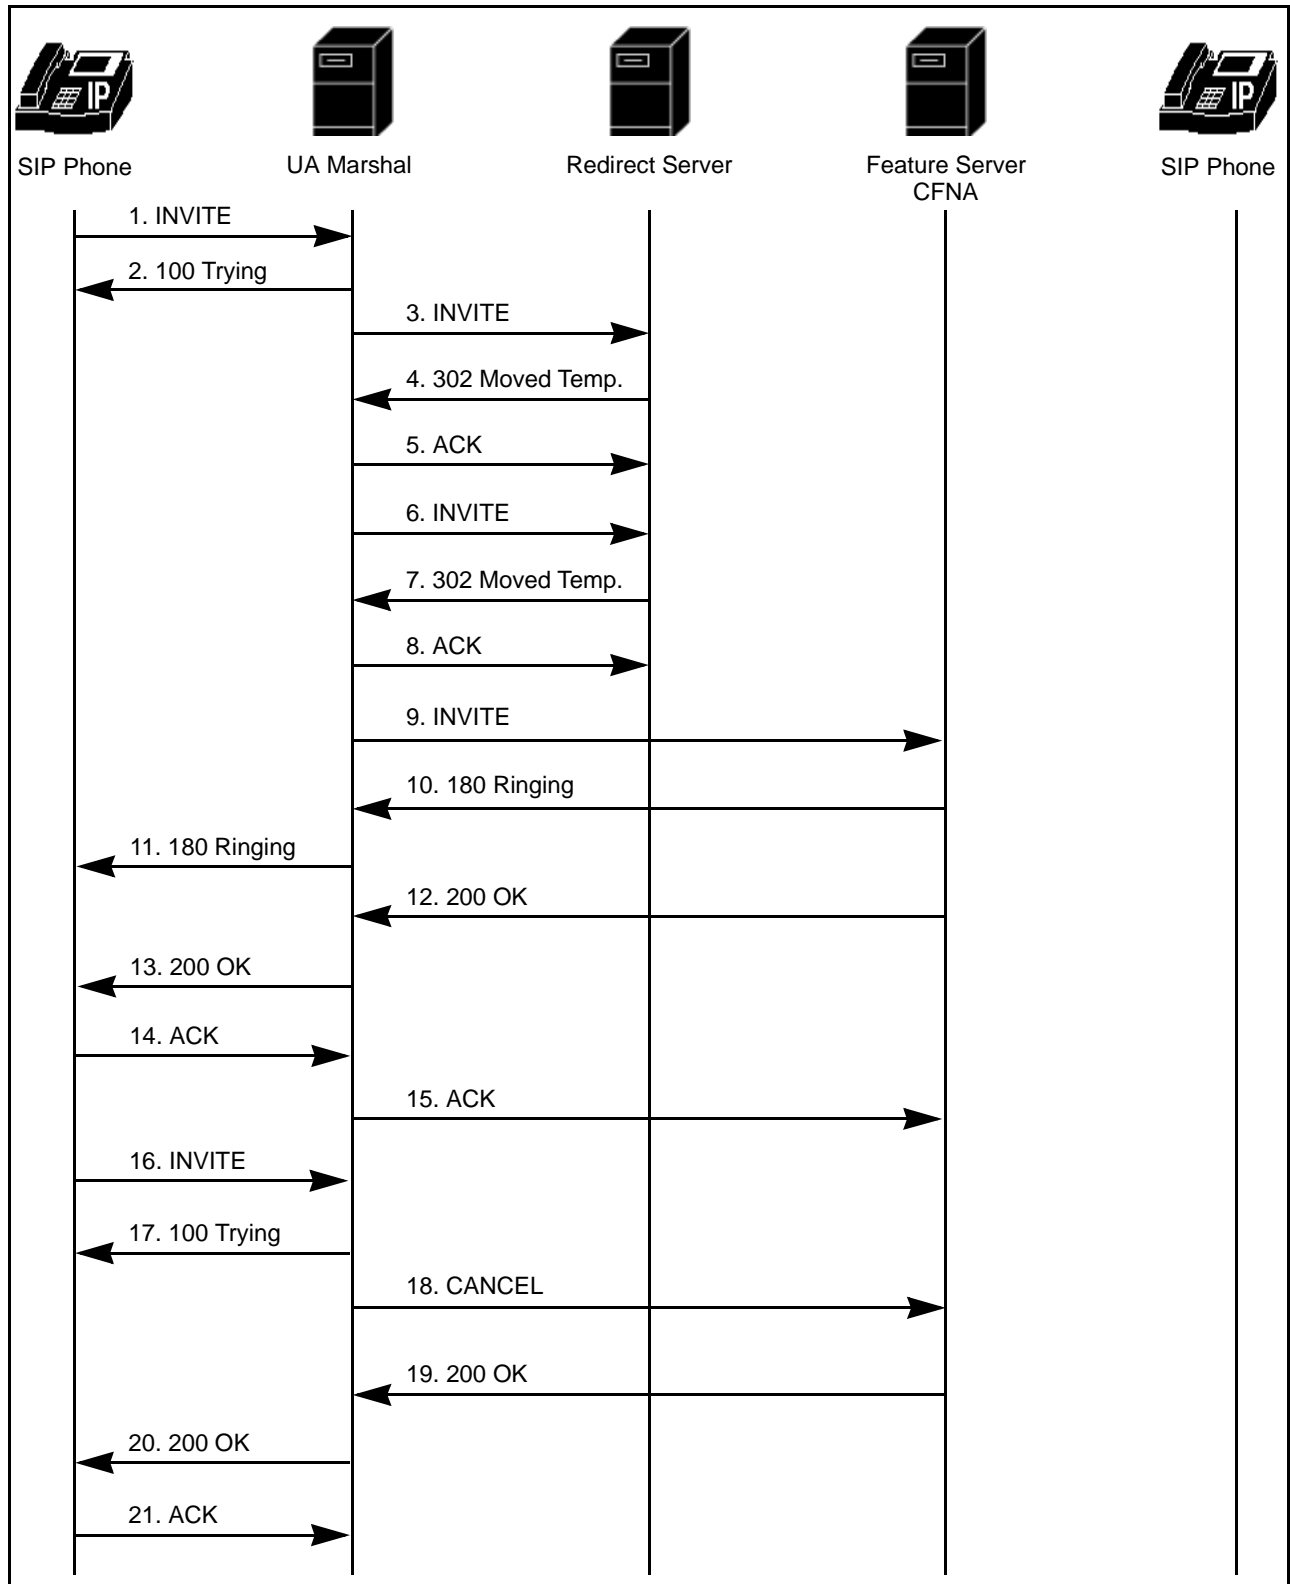 IP
IP
SIP Phone
UA Marshal
Redirect Server
Feature Server
CFNA
SIP Phone
1. INVITE
2. 100 Trying
3. INVITE
4. 302 Moved Temp.
5. ACK
6. INVITE
7. 302 Moved Temp.
8. ACK
9. INVITE
10. 180 Ringing
11. 180 Ringing
12. 200 OK
13. 200 OK
14. ACK
15. ACK
16. INVITE
17. 100 Trying
18. CANCEL
19. 200 OK
20. 200 OK
21. ACK